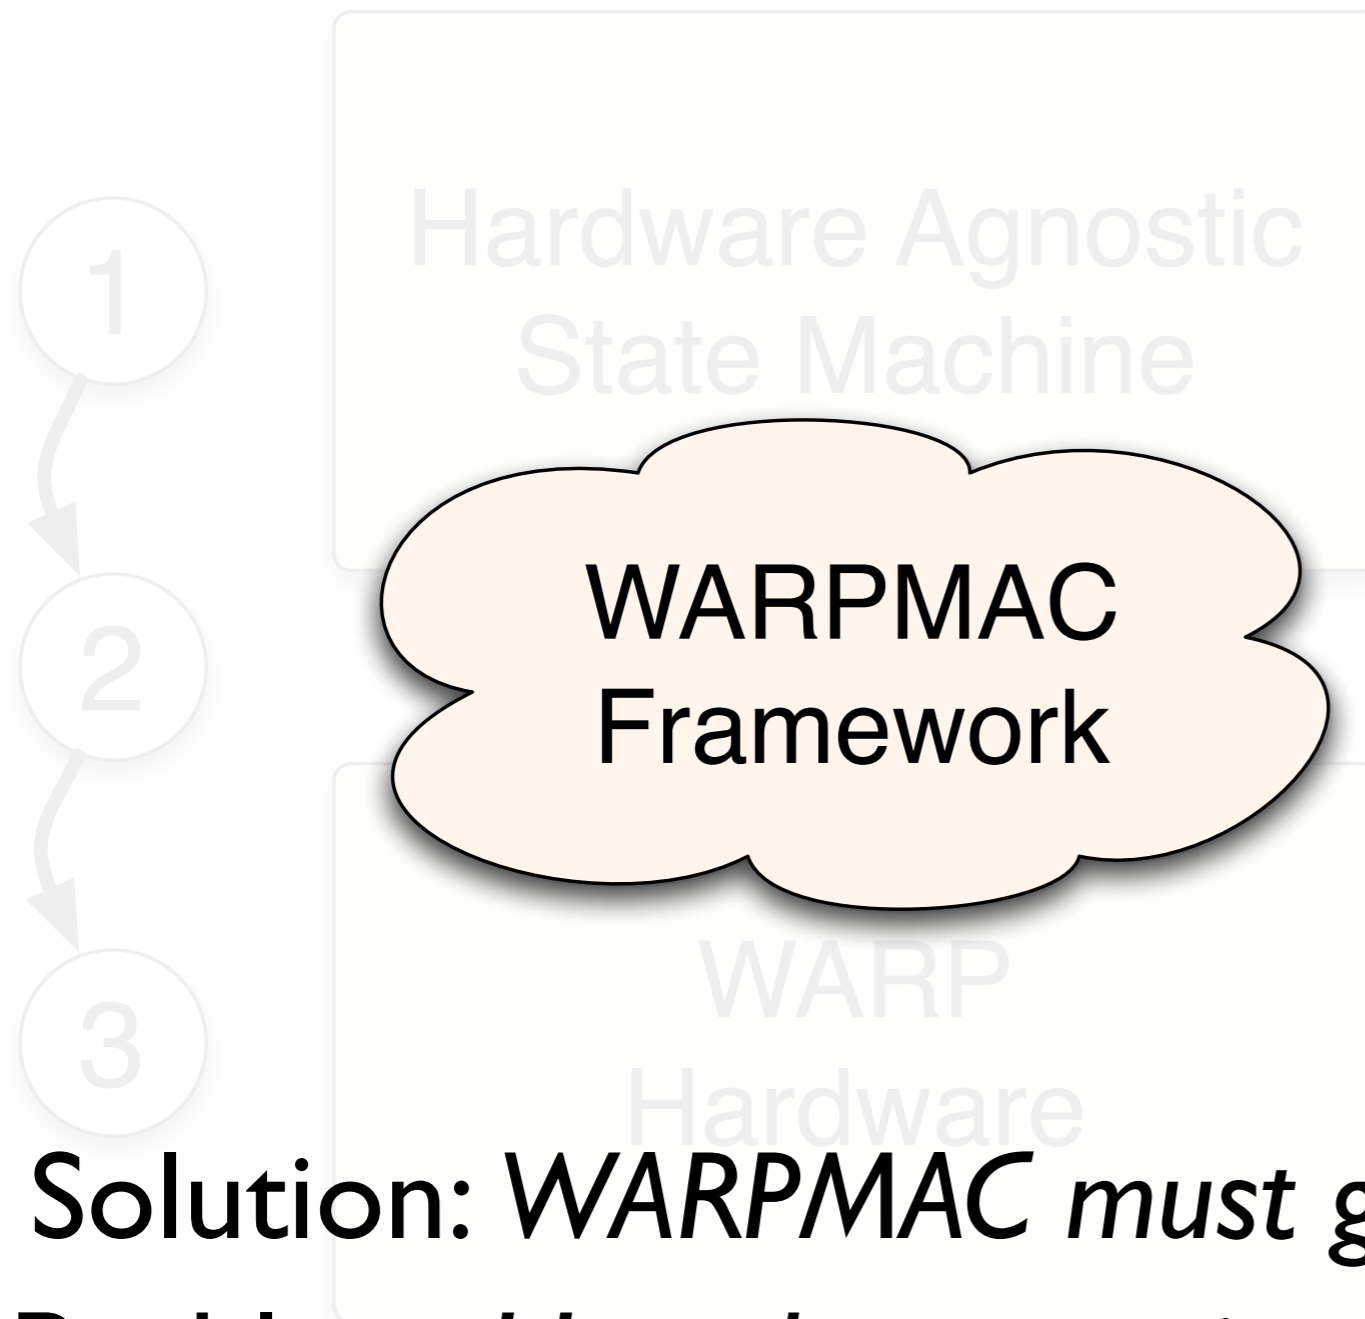 Hardware Agnostic
State Machine
1
WARPMAC
Framework
2
WARP
Hardware
3
Solution: WARPMAC must